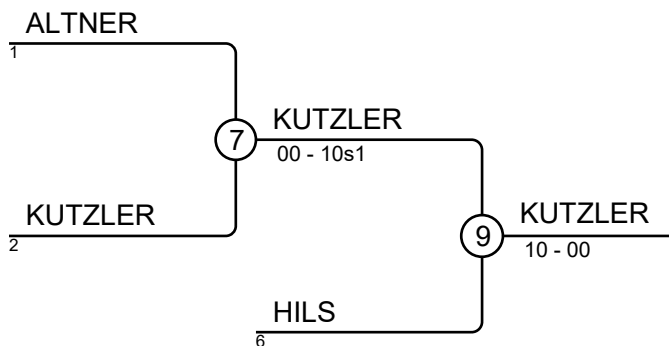 ALTNER
1
7
KUTZLER
00 - 10s1
KUTZLER
2
9
KUTZLER
10 - 00
HILS
6